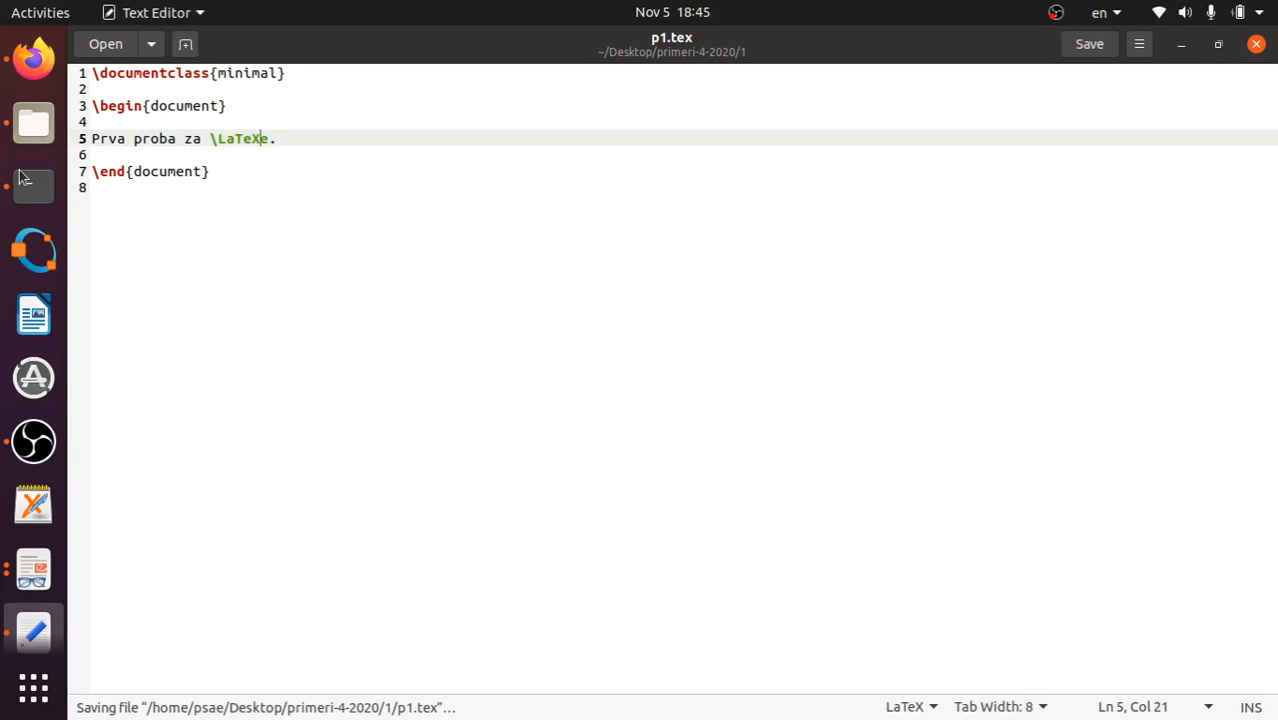 Activities Text Editor Nov 5 18:45 en
Open p1.tex Save
~/Desktop/primeri-4-2020/1
1 \documentclass{minimal}
2
3 \begin{document}
4
5 Prva proba za \LaTeXe.
6
7 \end{document}
8
Saving file “/home/psae/Desktop/primeri-4-2020/1/p1.tex”… LaTeX Tab Width: 8 Ln 5, Col 21 INS